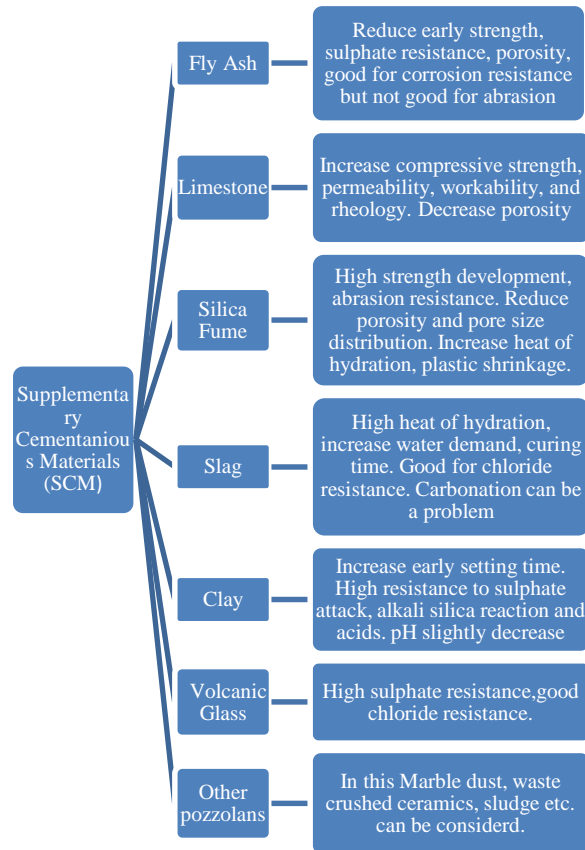 Supplementa
ry
Cementaniou
s Materials
(SCM)
Fly Ash
Reduce early strength,
sulphate resistance, porosity,
good for corrosion resistance
but not good for abrasion
Limestone
Increase compressive strength,
permeability, workability, and
rheology. Decrease porosity
Silica
Fume
High strength development,
abrasion resistance. Reduce
porosity and pore size
distribution. Increase heat of
hydration, plastic shrinkage.
Slag
High heat of hydration,
increase water demand, curing
time. Good for chloride
resistance. Carbonation can be
a problem
Clay
Increase early setting time.
High resistance to sulphate
attack, alkali silica reaction and
acids. pH slightly decrease
Volcanic
Glass
High sulphate resistance,good
chloride resistance.
Other
pozzolans
In this Marble dust, waste
crushed ceramics, sludge etc.
can be considerd.